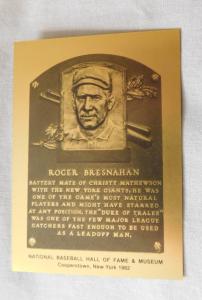 ROGER BRESNAHAN
BATTERY MATE OF CHRISTY MATHEWSON
WITH THE NEW YORK GIANTS, HE WAS
ONE OF THE GAME'S MOST NATURAL
PLAYERS AND MIGHT HAVE STARRED
AT ANY POSITION. THE "DUKE OF TRALEE"
WAS ONE OF THE FEW MAJOR LEAGUE
CATCHERS FAST ENOUGH TO BE USED
AS A LEADOFF MAN.
NATIONAL BASEBALL HALL OF FAME & MUSEUM
Cooperstown, New York 1982